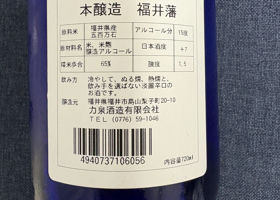 本醸造 福井藩
原料米 福井県産 五百万石 アルコール分 15度
原材料名 米、米麹 醸造アルコール 日本酒度 +7
精米歩合 65% 酸度 1.5
飲み方 冷やして、ぬる燗、熱燗と、
飲み手を選ばない淡麗辛口
のお酒です。
醸造元 福井県福井市島山梨子町20-10
力泉酒造有限会社
TEL (0776) 59-1046
4940737106056
内容量720ml